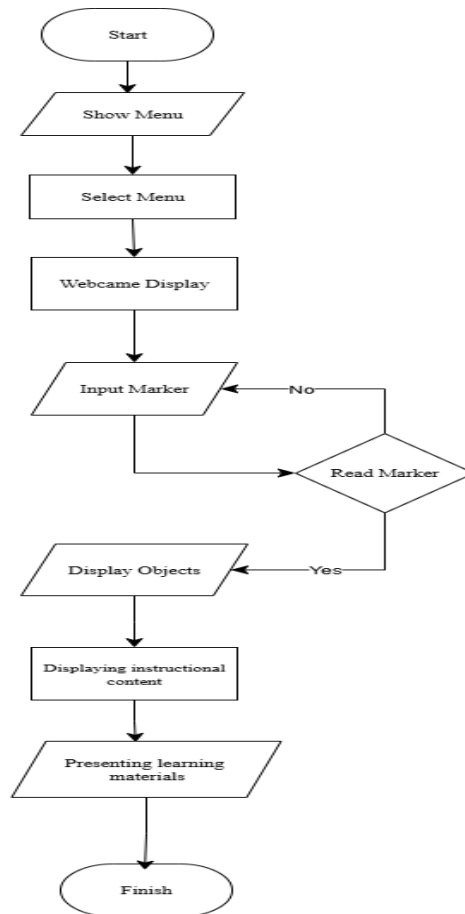 Start
Show Menu
Select Menu
Webcame Display
Input Marker
No
Read Marker
Yes
Display Objects
Displaying instructional
content
Presenting learning
materials
Finish